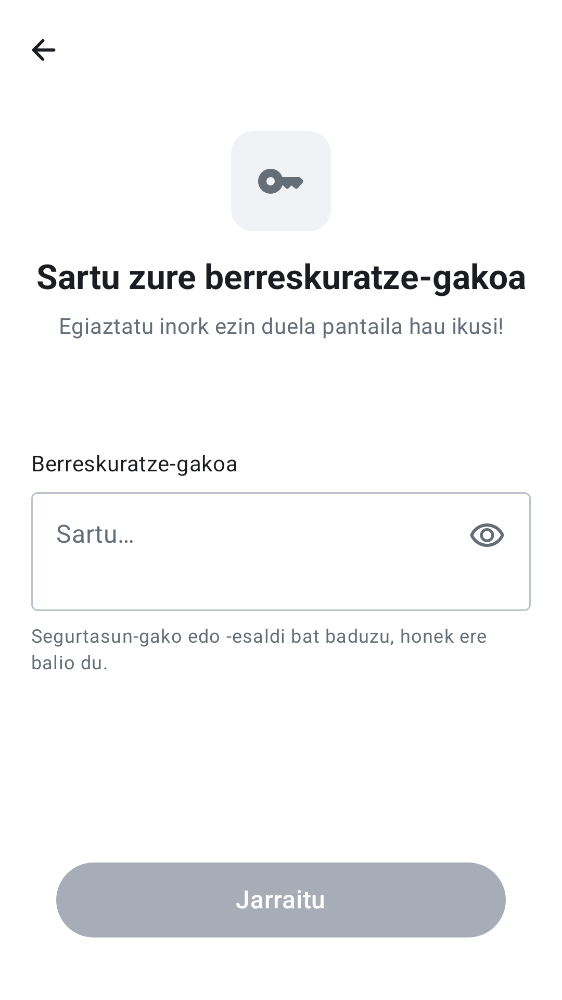 Sartu zure berreskuratze-gakoa
Egiaztatu inork ezin duela pantaila hau ikusi!
Berreskuratze-gakoa
Sartu…
Segurtasun-gako edo -esaldi bat baduzu, honek ere
balio du.
Jarraitu